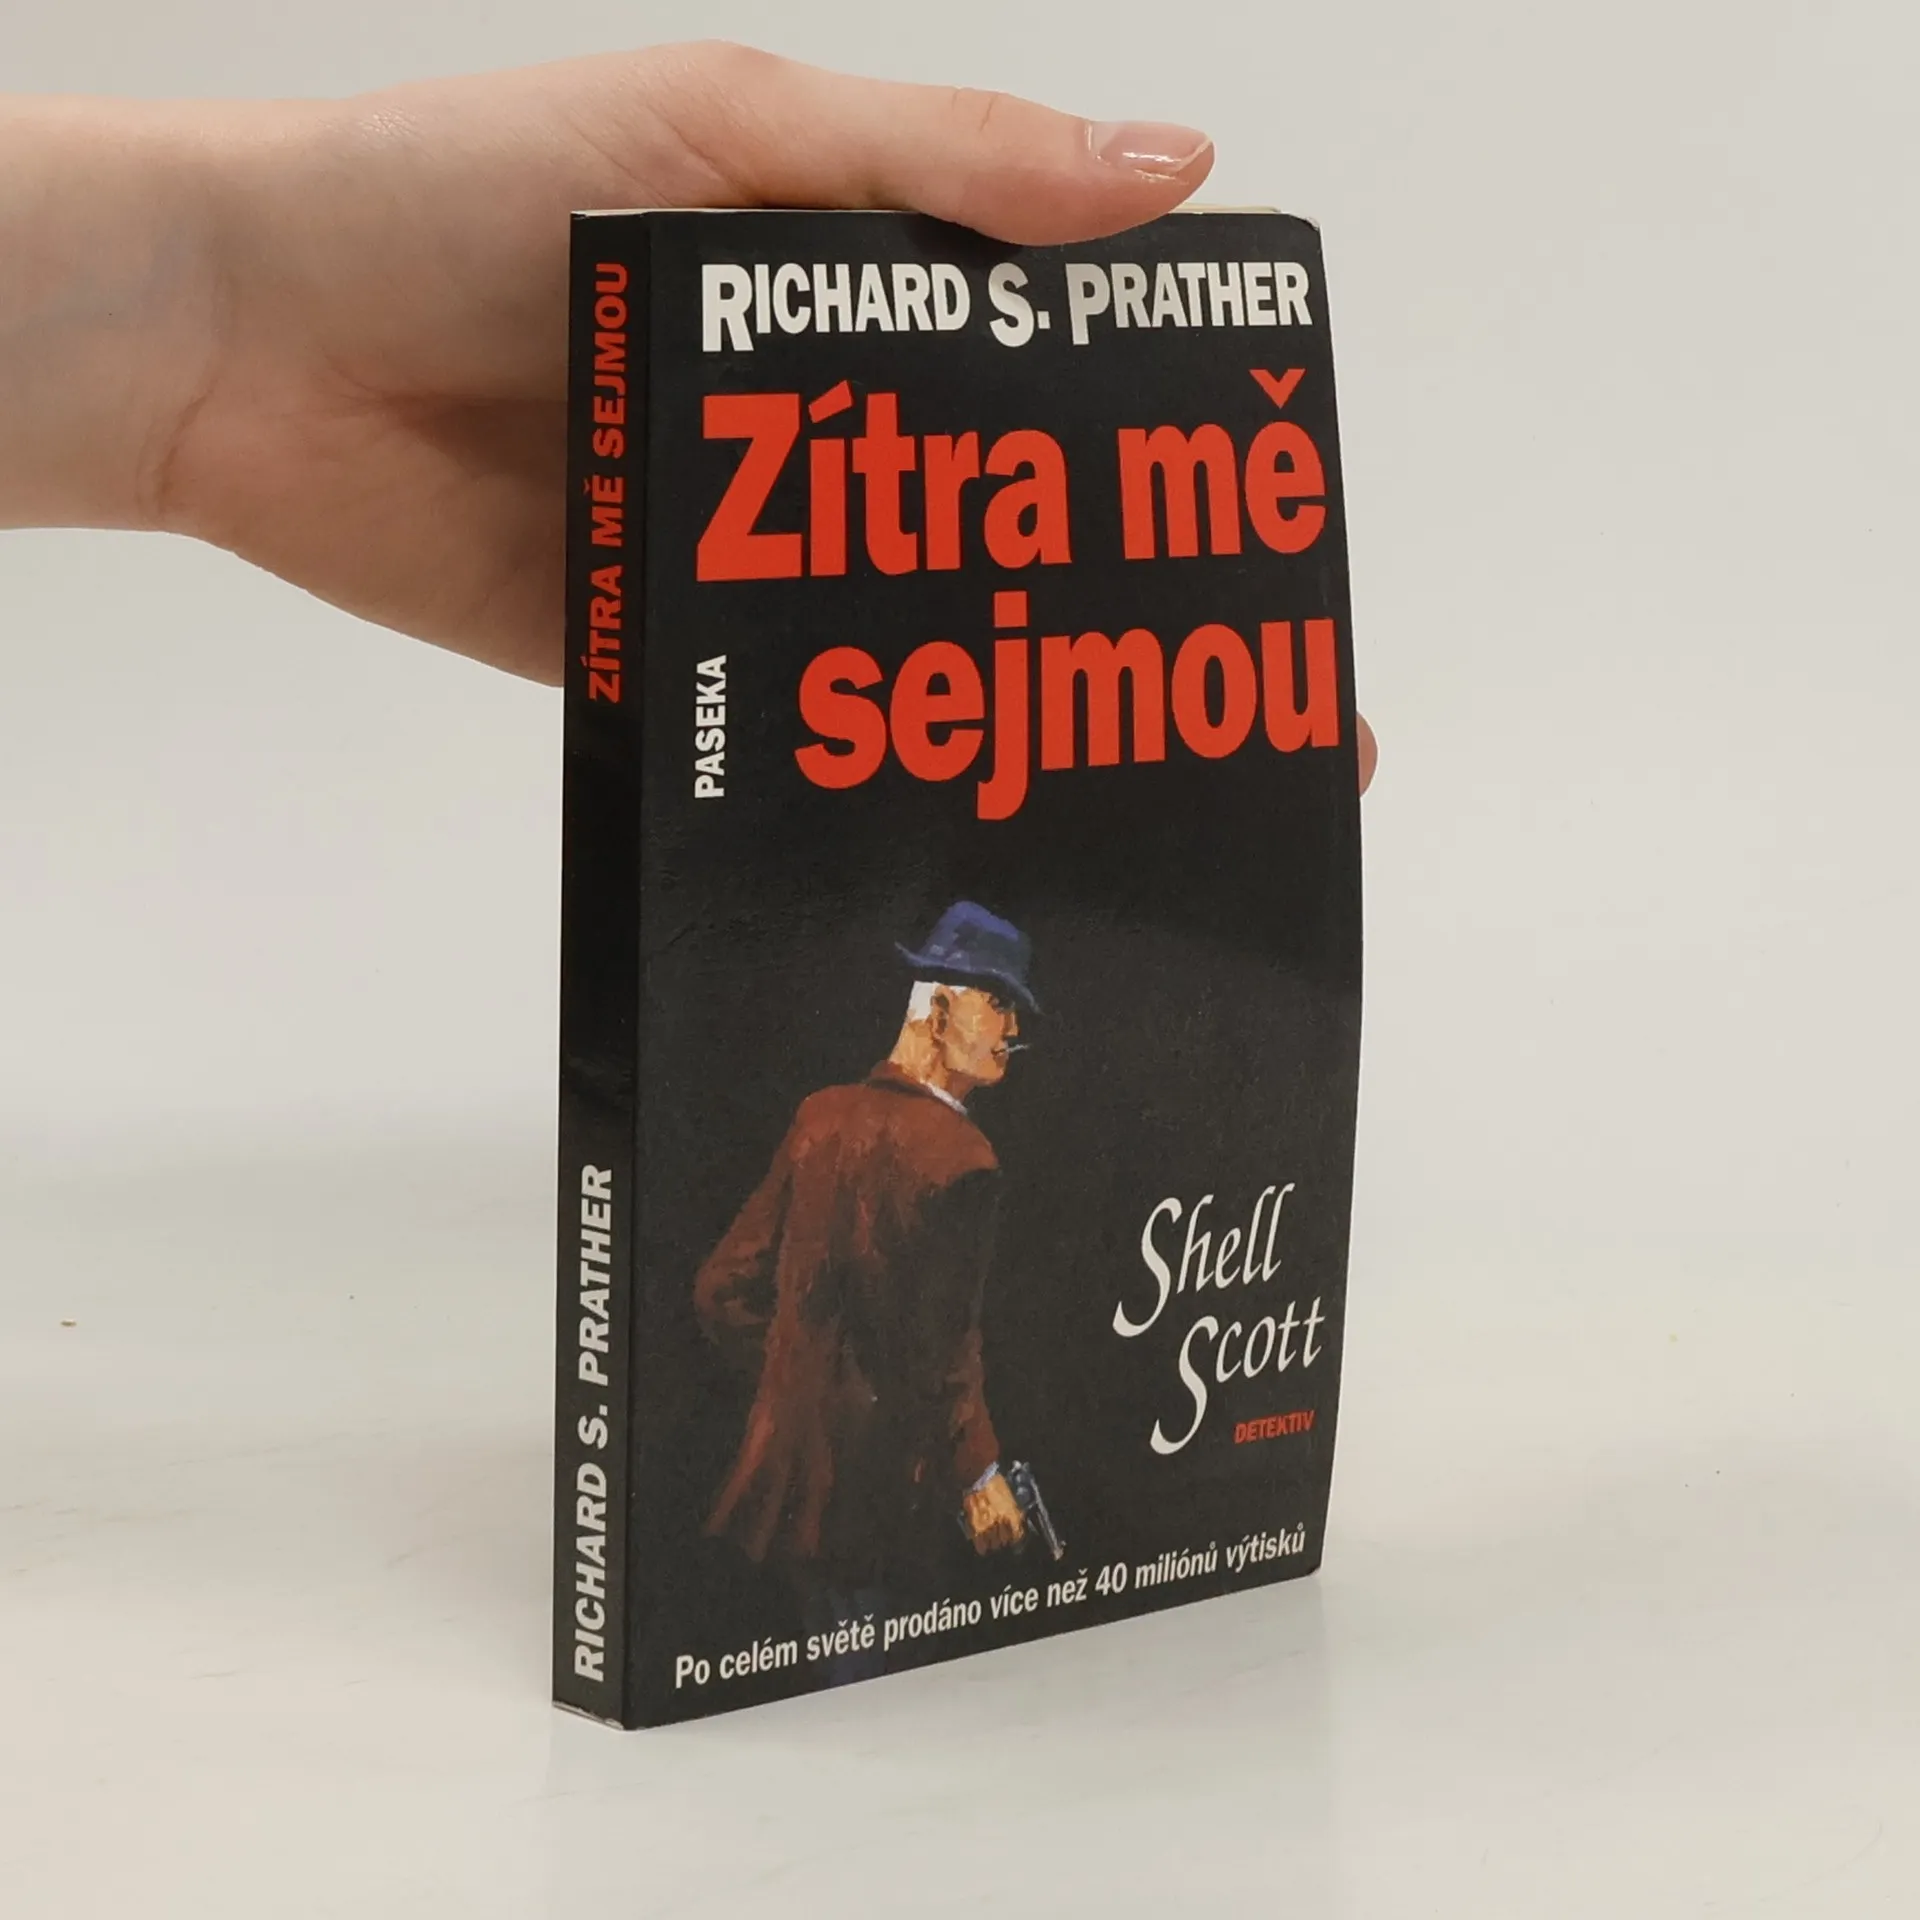 RICHARD S. PRATHER
Zítra mě
sejmou
PASEKA
Shell
Scott
DETEKTIV
Po celém světě prodáno více než 40 miliónů výtisků
ZÍTRA MĚ SEJMOU
RICHARD S. PRATHER